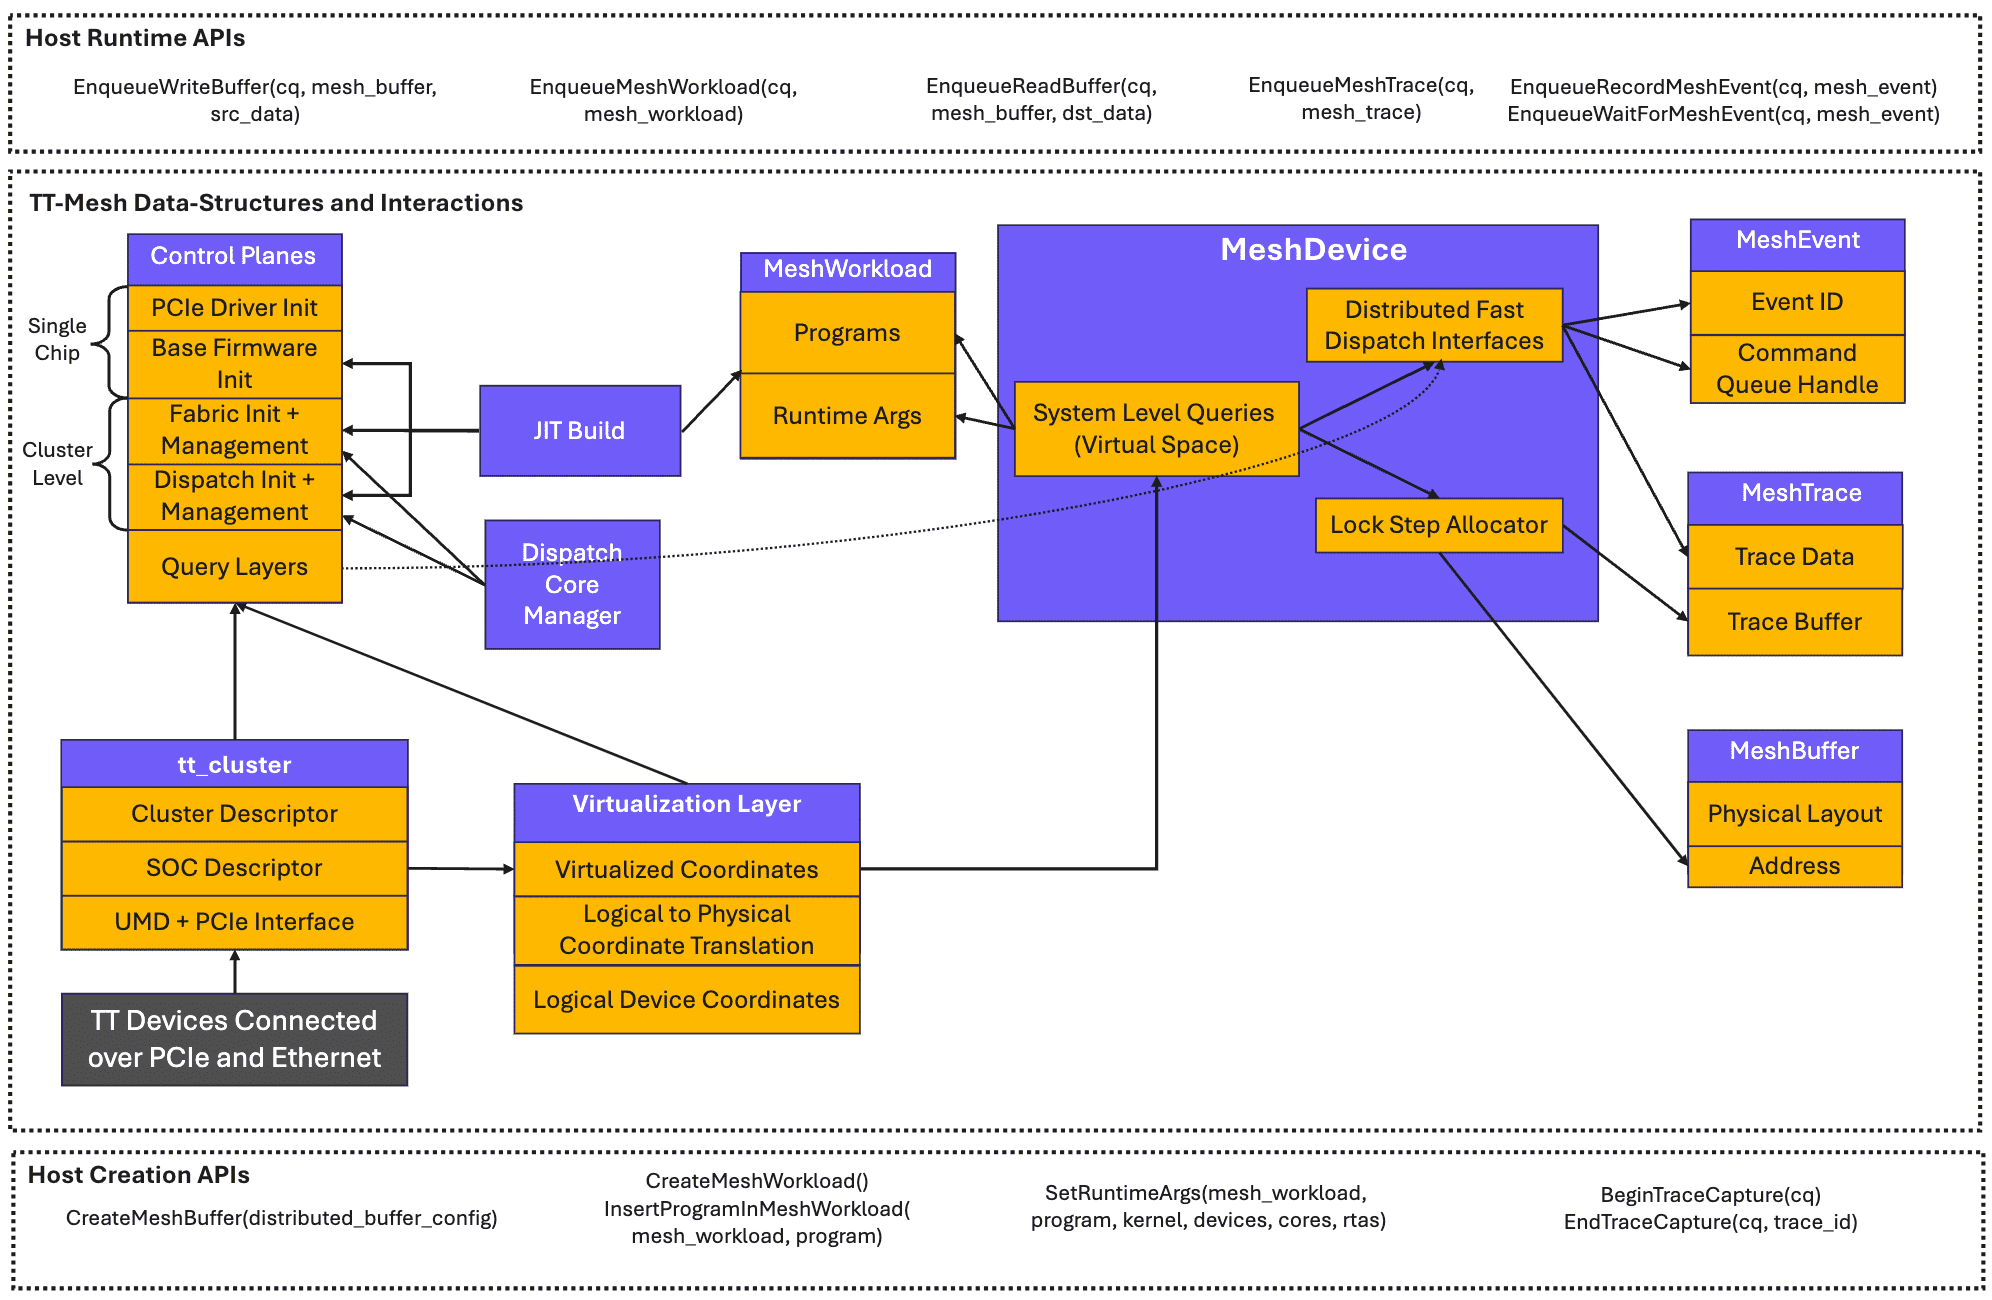 Host Runtime APIs
EnqueueWriteBuffer(cq, mesh_buffer,
src_data)
EnqueueMeshWorkload(cq,
mesh_workload)
EnqueueReadBuffer(cq,
mesh_buffer, dst_data)
EnqueueMeshTrace(cq,
mesh_trace)
EnqueueRecordMeshEvent(cq, mesh_event)
EnqueueWaitForMeshEvent(cq, mesh_event)
TT-Mesh Data-Structures and Interactions
Control Planes
PCIe Driver Init
Base Firmware
Init
Fabric Init +
Management
Dispatch Init +
Management
Query Layers
Single
Chip
Cluster
Level
JIT Build
Dispatch
Core
Manager
MeshWorkload
Programs
Runtime Args
MeshDevice
Distributed Fast
Dispatch Interfaces
System Level Queries
(Virtual Space)
Lock Step Allocator
MeshEvent
Event ID
Command
Queue Handle
MeshTrace
Trace Data
Trace Buffer
MeshBuffer
Physical Layout
Address
tt_cluster
Cluster Descriptor
SOC Descriptor
UMD + PCIe Interface
TT Devices Connected
over PCIe and Ethernet
Virtualization Layer
Virtualized Coordinates
Logical to Physical
Coordinate Translation
Logical Device Coordinates
Host Creation APIs
CreateMeshBuffer(distributed_buffer_config)
CreateMeshWorkload()
InsertProgramInMeshWorkload(
mesh_workload, program)
SetRuntimeArgs(mesh_workload,
program, kernel, devices, cores, rtas)
BeginTraceCapture(cq)
EndTraceCapture(cq, trace_id)